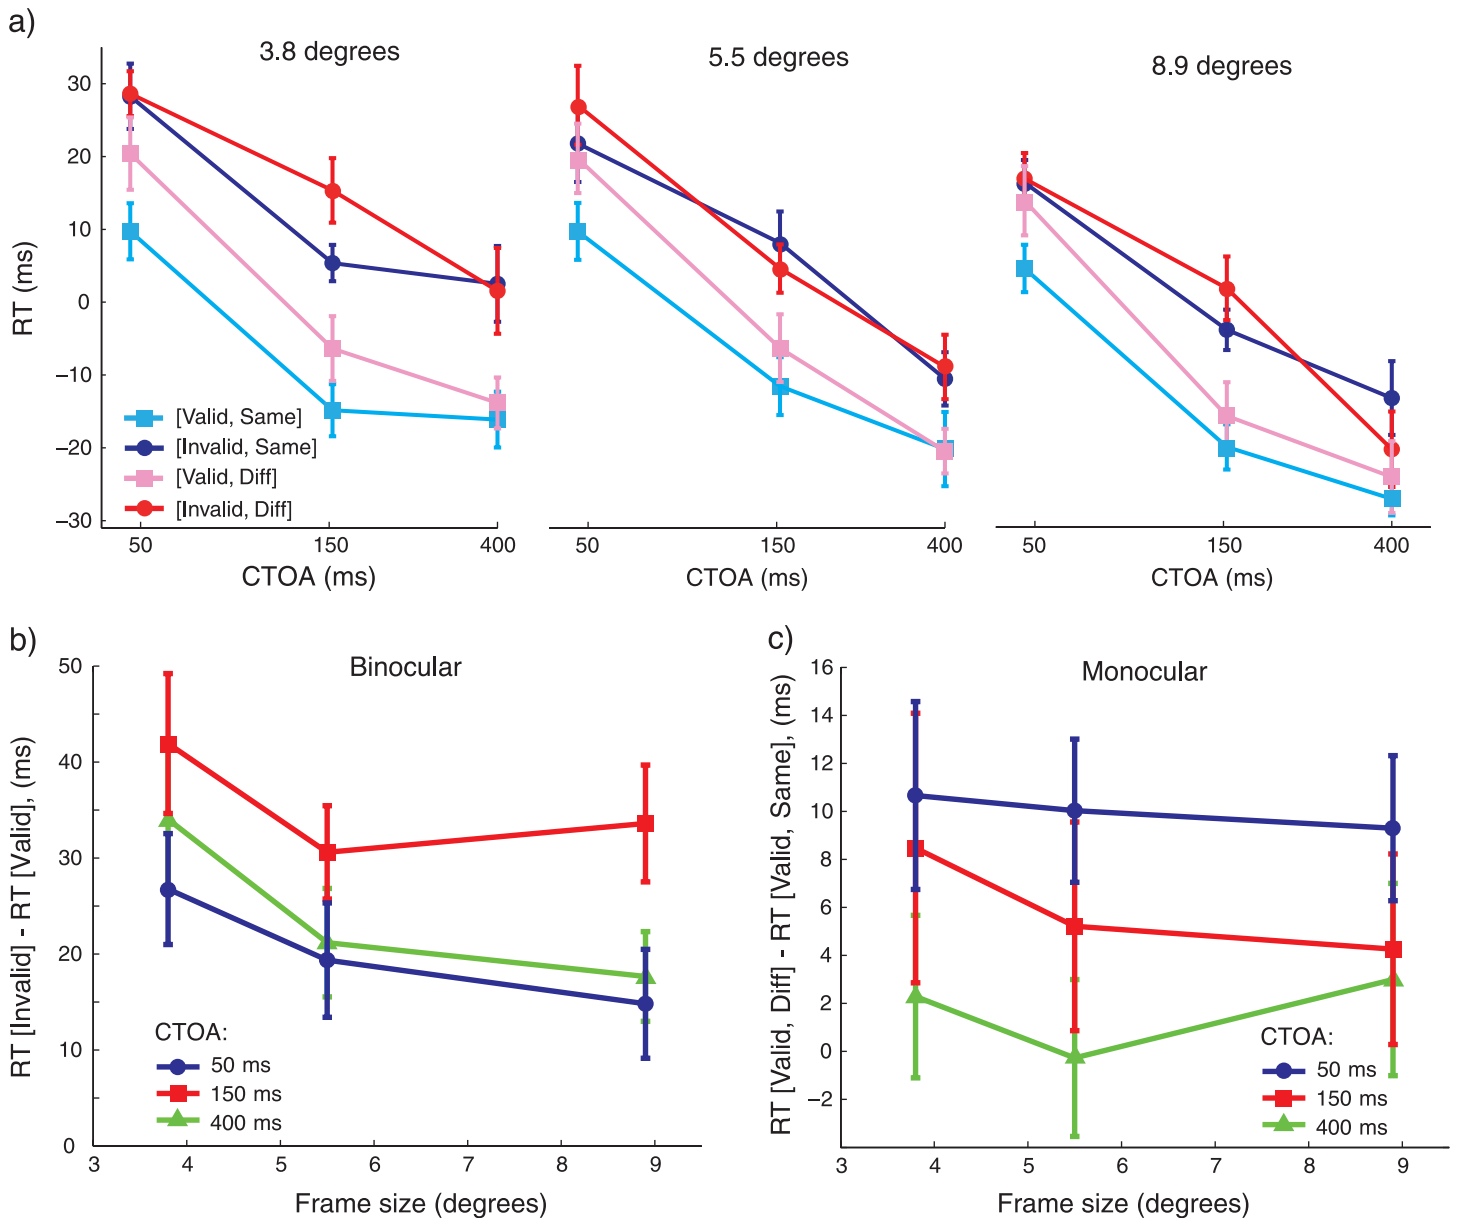 a)
3.8 degrees
5.5 degrees
8.9 degrees
RT (ms)
30
20
10
0
−10
−20
−30
[Valid, Same]
[Invalid, Same]
[Valid, Diff]
[Invalid, Diff]
50 150 400
50 150 400
50 150 400
CTOA (ms)
CTOA (ms)
CTOA (ms)
b)
Binocular
RT [Invalid] - RT [Valid], (ms)
50
40
30
20
10
0
CTOA:
50 ms
150 ms
400 ms
3 4 5 6 7 8 9
Frame size (degrees)
c)
Monocular
RT [Valid, Diff] - RT [Valid, Same], (ms)
16
14
12
10
8
6
4
2
0
−2
CTOA:
50 ms
150 ms
400 ms
3 4 5 6 7 8 9
Frame size (degrees)